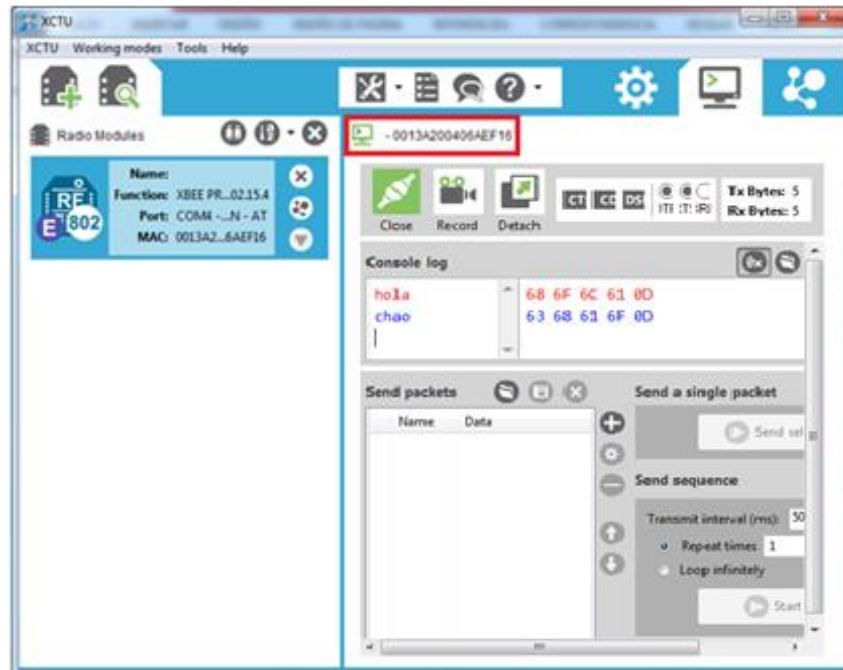 XCTU
XCTU Working modes Tools Help
Radio Modules
- 0013A200406AEF16
Name:
Function: XBEE PR...02.15.4
Port: COM4 -...N - AT
MAC: 0013A2...6AEF16
RF
E 802
Close Record Detach
Tx Bytes: 5
Rx Bytes: 5
Console log
hola 68 6F 6C 61 0D
chao 63 68 61 6F 0D
Send packets
Name Data
Send a single packet
Send sel
Send sequence
Transmit interval (ms): 50
Repeat times 1
Loop infinitely
Start